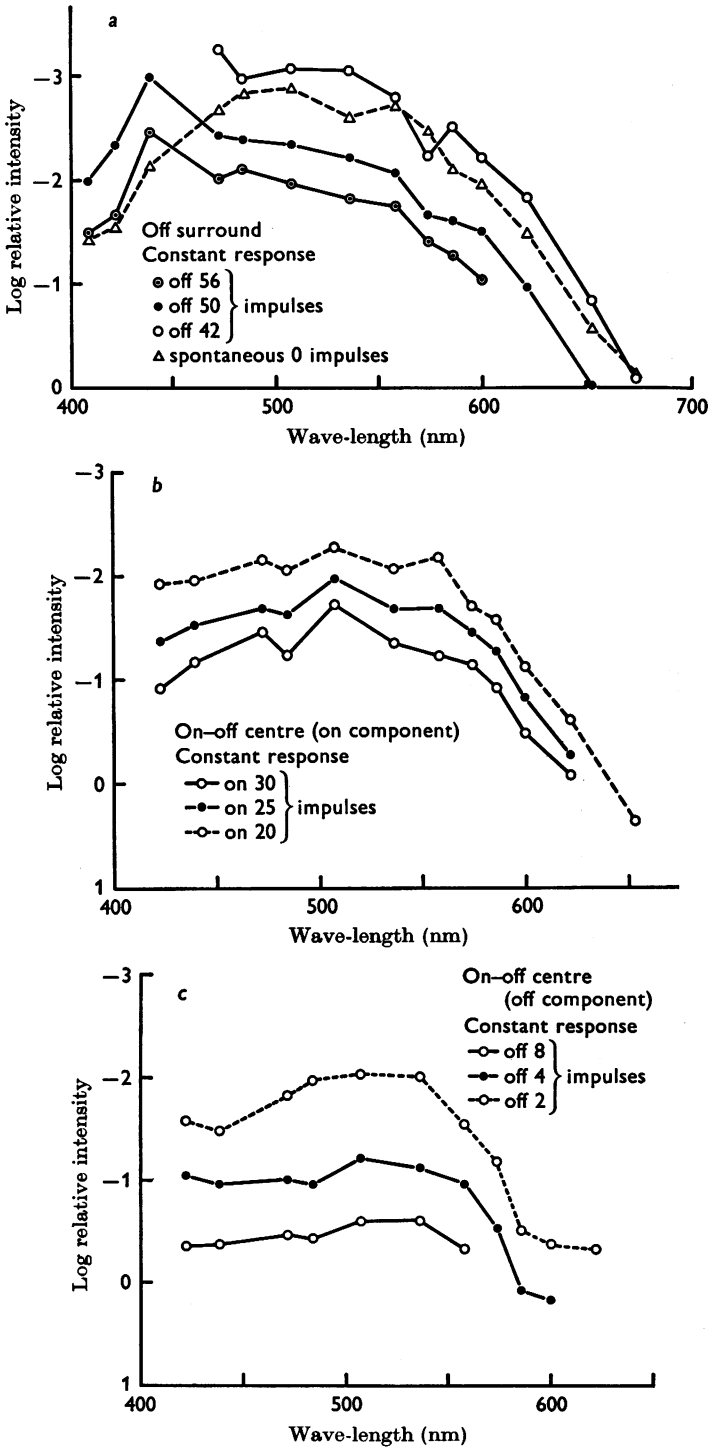 a
−3
−2
−1
0
Log relative intensity
Off surround
Constant response
off 56
off 50
off 42
impulses
spontaneous 0 impulses
400 500 600 700
Wave-length (nm)
b
−3
−2
−1
0
1
Log relative intensity
On–off centre (on component)
Constant response
on 30
on 25
on 20
impulses
400 500 600
Wave-length (nm)
c
−3
−2
−1
0
1
Log relative intensity
On–off centre
(off component)
Constant response
off 8
off 4
off 2
impulses
400 500 600
Wave-length (nm)